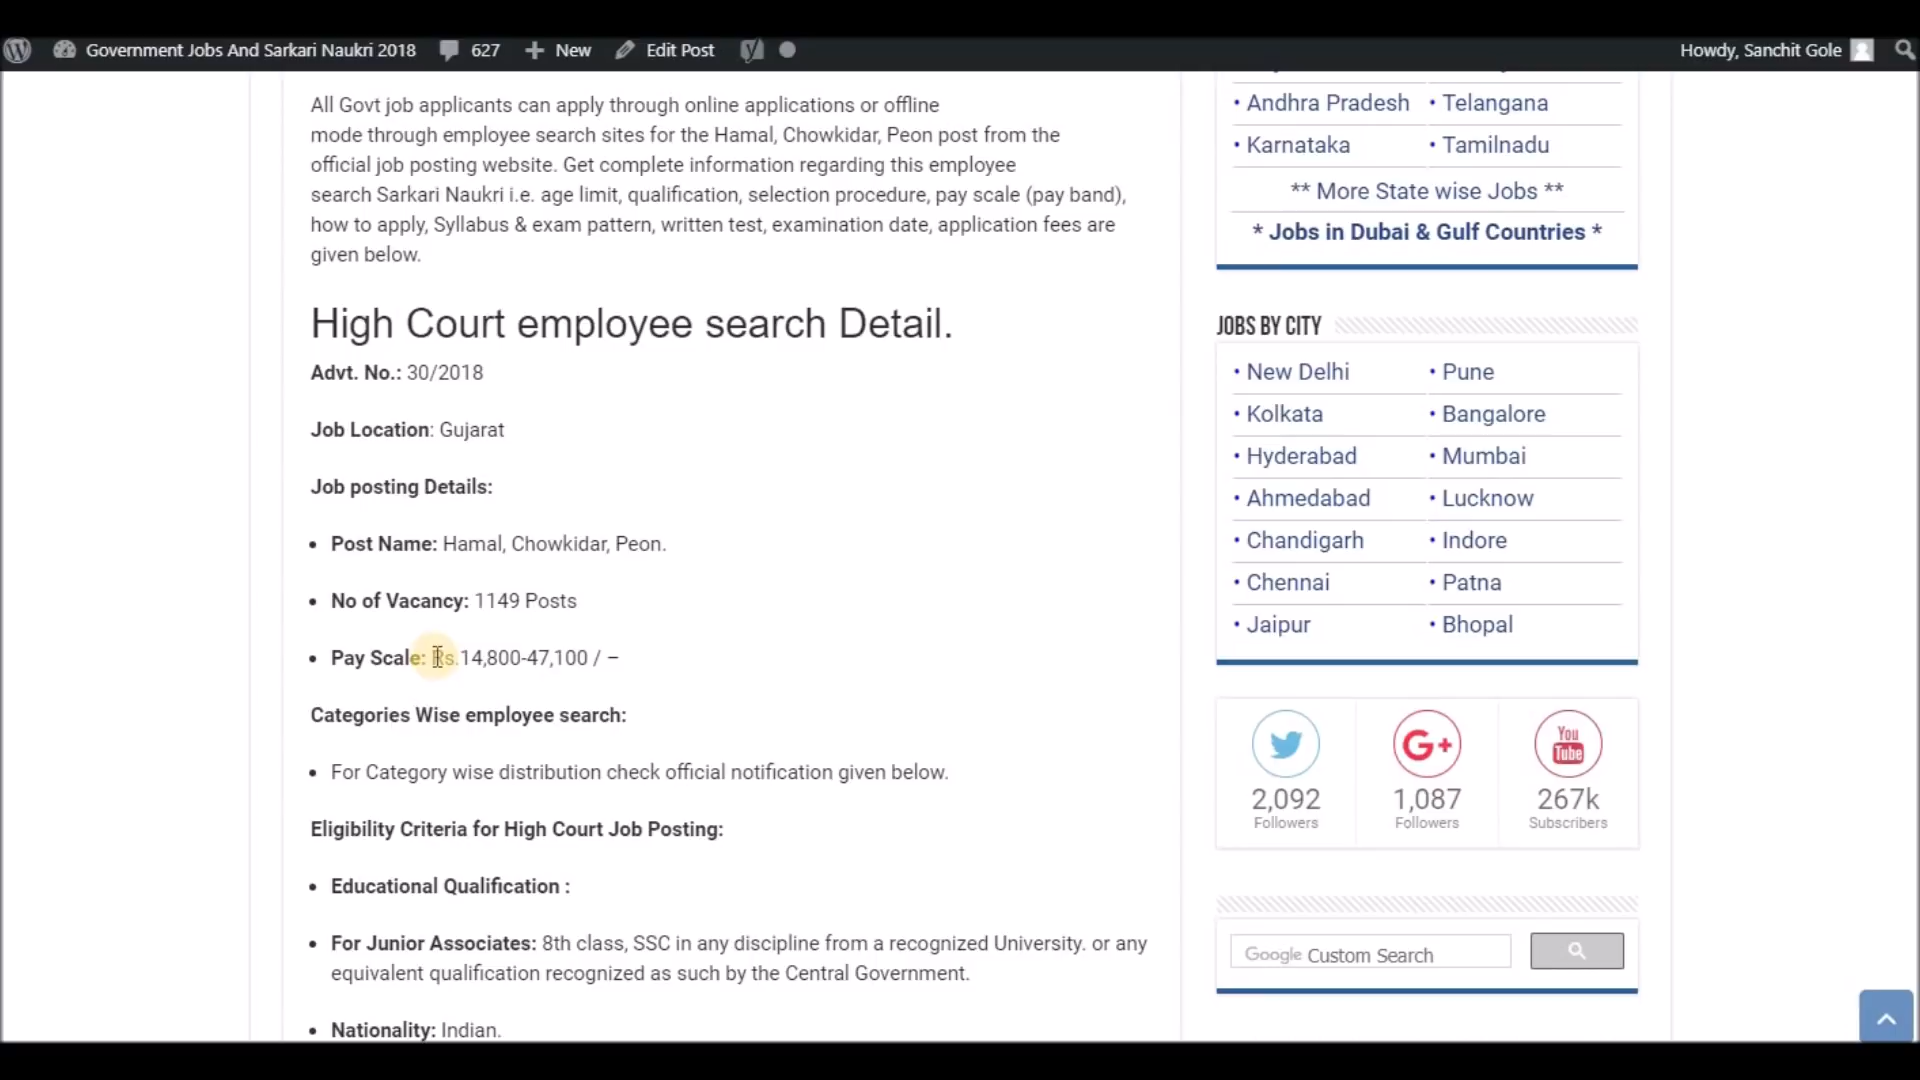 Government Jobs And Sarkari Naukri 2018 627 New Edit Post Howdy, Sanchit Gole
All Govt job applicants can apply through online applications or offline
mode through employee search sites for the Hamal, Chowkidar, Peon post from the
official job posting website. Get complete information regarding this employee
search Sarkari Naukri i.e. age limit, qualification, selection procedure, pay scale (pay band),
how to apply, Syllabus & exam pattern, written test, examination date, application fees are
given below.
High Court employee search Detail.
Advt. No.: 30/2018
Job Location: Gujarat
Job posting Details:
• Post Name: Hamal, Chowkidar, Peon.
• No of Vacancy: 1149 Posts
• Pay Scale: Rs.14,800-47,100 / –
Categories Wise employee search:
• For Category wise distribution check official notification given below.
Eligibility Criteria for High Court Job Posting:
• Educational Qualification :
• For Junior Associates: 8th class, SSC in any discipline from a recognized University. or any
equivalent qualification recognized as such by the Central Government.
• Nationality: Indian.
• Andhra Pradesh • Telangana
• Karnataka • Tamilnadu
** More State wise Jobs **
* Jobs in Dubai & Gulf Countries *
JOBS BY CITY
• New Delhi • Pune
• Kolkata • Bangalore
• Hyderabad • Mumbai
• Ahmedabad • Lucknow
• Chandigarh • Indore
• Chennai • Patna
• Jaipur • Bhopal
G+ You Tube
2,092 1,087 267k
Followers Followers Subscribers
Google Custom Search